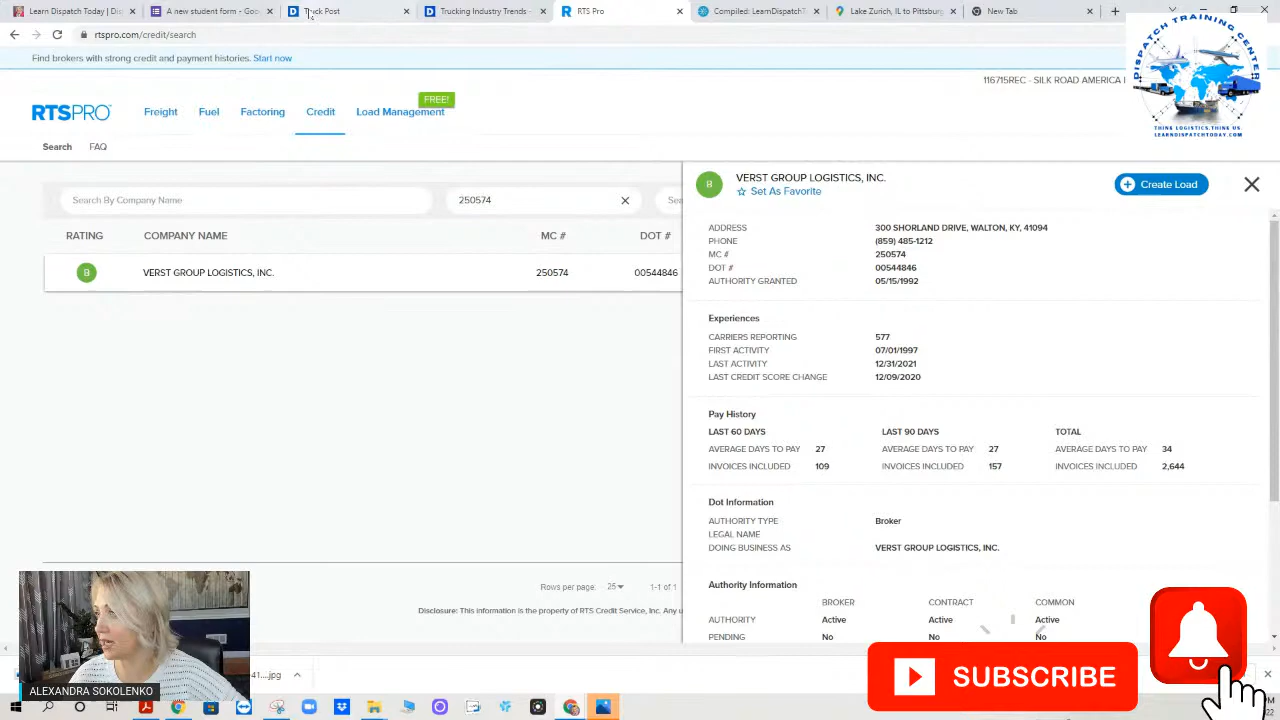 New subscriber form - Goo
Truck Post
Trucking Industry Trends -
RTS Pro
Compiled: LearnDispatchT
Lake Zurich, IL to Pittsburg
New Tab
rtspro.com/credit/search
Find brokers with strong credit and payment histories. Start now
116715REC - SILK ROAD AMERICA I
DISPATCH TRAINING CENTER
THINK LOGISTICS.THINK US.
LEARNDISPATCHTODAY.COM
FREE!
RTSPRO Freight Fuel Factoring Credit Load Management
Search FAQ
B VERST GROUP LOGISTICS, INC.
Set As Favorite
Create Load
Search By Company Name 250574
RATING COMPANY NAME MC # DOT #
B VERST GROUP LOGISTICS, INC. 250574 00544846
ADDRESS 300 SHORLAND DRIVE, WALTON, KY, 41094
PHONE (859) 485-1212
MC # 250574
DOT # 00544846
AUTHORITY GRANTED 05/15/1992
Experiences
CARRIERS REPORTING 577
FIRST ACTIVITY 07/01/1997
LAST ACTIVITY 12/31/2021
LAST CREDIT SCORE CHANGE 12/09/2020
Pay History
LAST 60 DAYS LAST 90 DAYS TOTAL
AVERAGE DAYS TO PAY 27 AVERAGE DAYS TO PAY 27 AVERAGE DAYS TO PAY 34
INVOICES INCLUDED 109 INVOICES INCLUDED 157 INVOICES INCLUDED 2,644
Dot Information
AUTHORITY TYPE Broker
LEGAL NAME
DOING BUSINESS AS VERST GROUP LOGISTICS, INC.
Authority Information
BROKER CONTRACT COMMON
AUTHORITY Active Active Active
PENDING No No No
Rows per page: 25 1-1 of 1
Disclosure: This information is the property of RTS Credit Service, Inc. Any u
SUBSCRIBE
41....jpg
ALEXANDRA SOKOLENKO